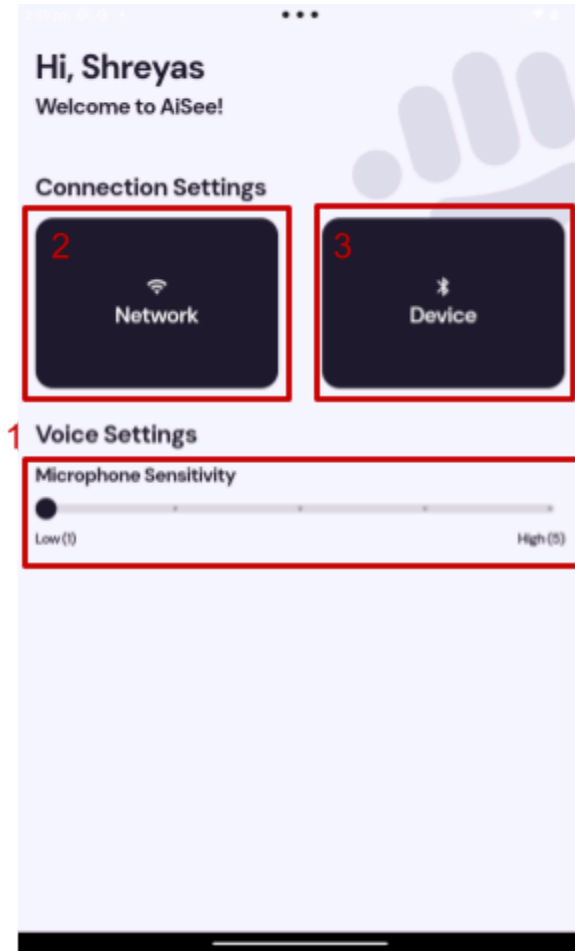 Hi, Shreyas
Welcome to AiSee!
Connection Settings
2
3
Network
Device
1
Voice Settings
Microphone Sensitivity
Low (1)
High (5)